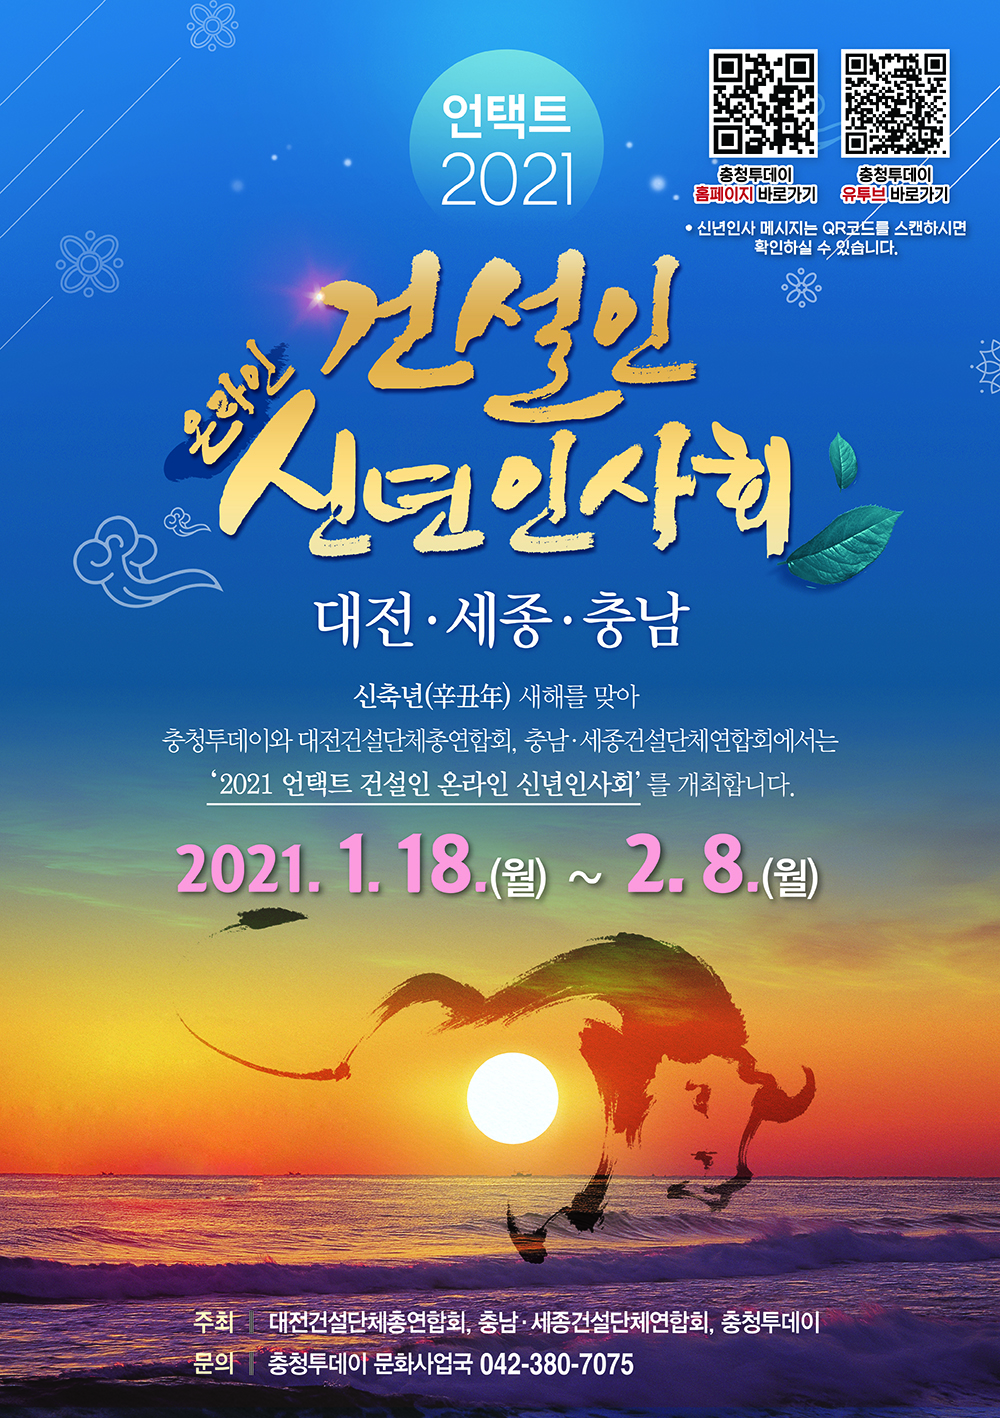 언택트
2021
충청투데이
홈페이지 바로가기
충청투데이
유투브 바로가기
• 신년인사 메시지는 QR코드를 스캔하시면
확인하실 수 있습니다.
건설인
온라인
신년인사회
대전·세종·충남
신축년(辛丑年) 새해를 맞아
충청투데이와 대전건설단체총연합회, 충남·세종건설단체연합회에서는
‘2021 언택트 건설인 온라인 신년인사회’ 를 개최합니다.
2021. 1. 18.(월) ~ 2. 8.(월)
주최 | 대전건설단체총연합회, 충남·세종건설단체연합회, 충청투데이
문의 | 충청투데이 문화사업국 042-380-7075